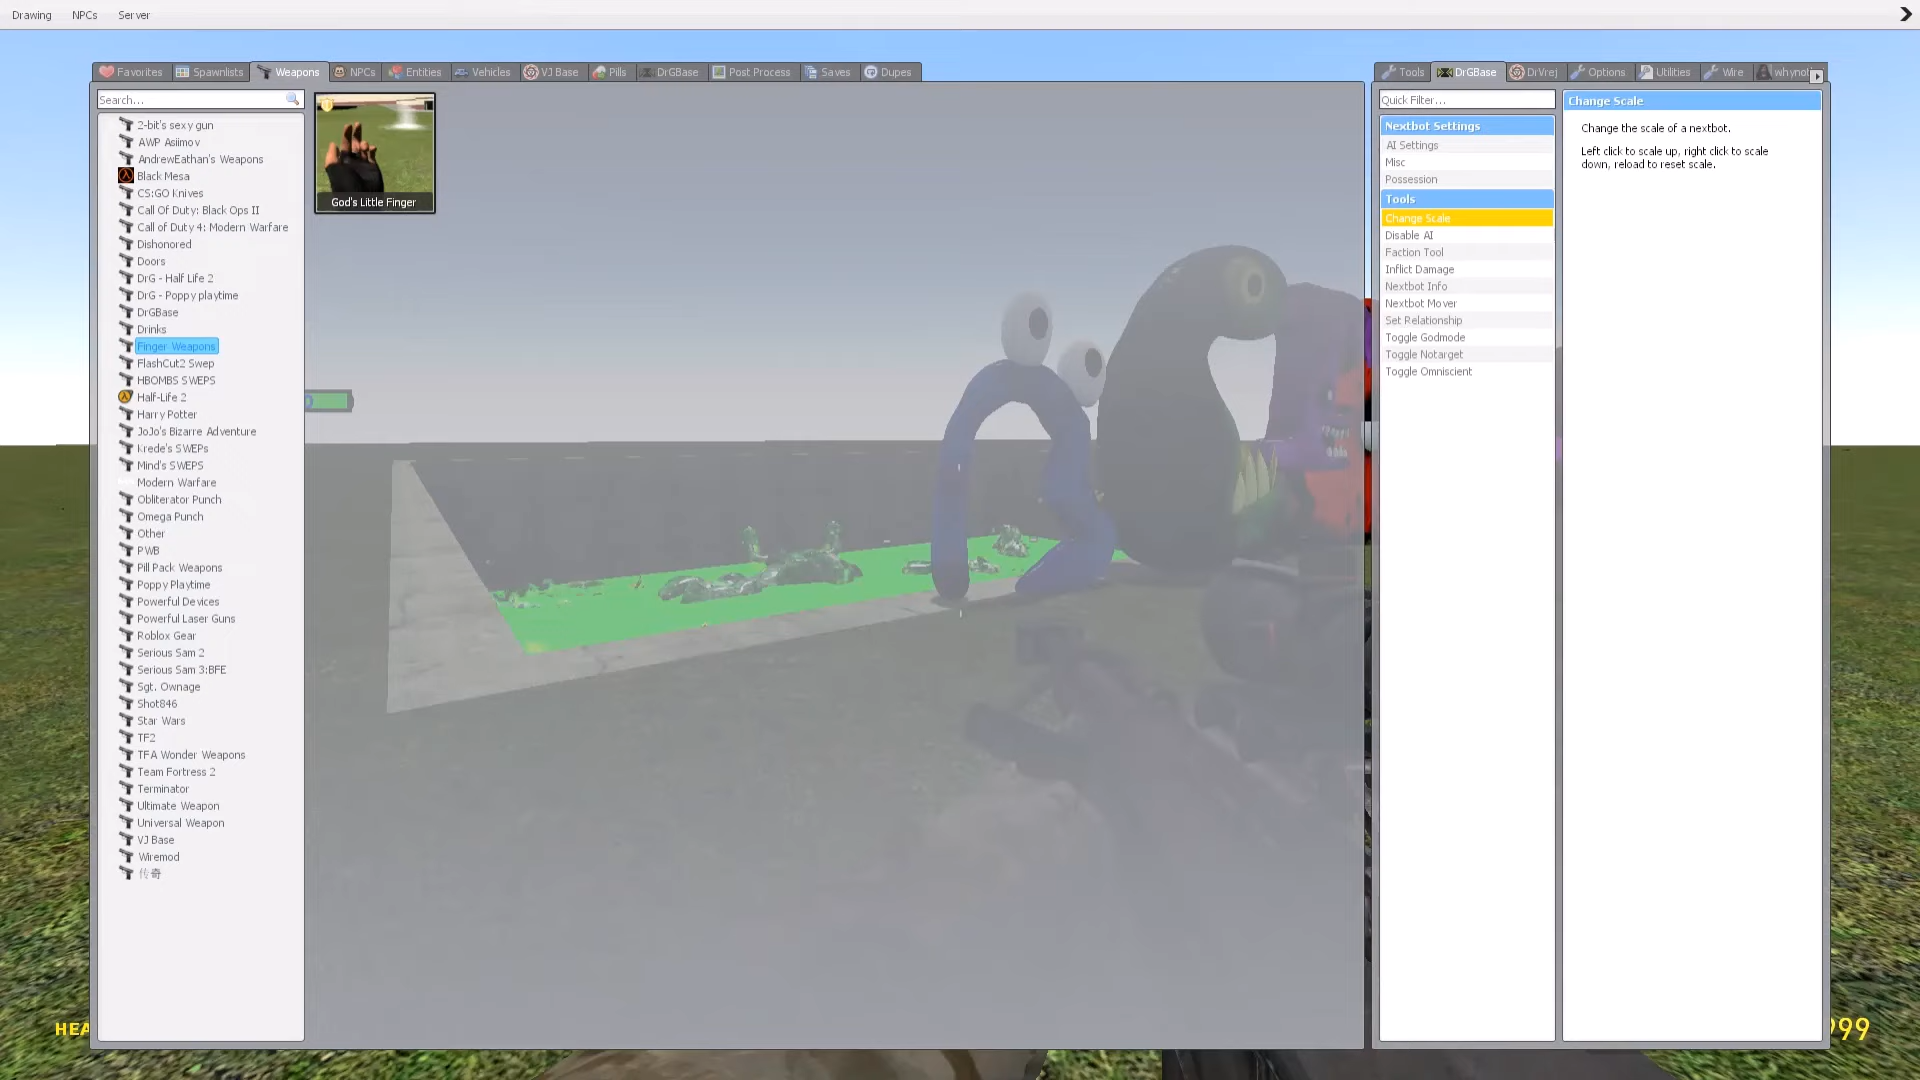 Drawing NPCs Server
Favorites Spawnlists Weapons NPCs Entities Vehicles VJ Base Pills DrGBase Post Process Saves Dupes
Search...
2-bit's sexy gun
AWP Asiimov
AndrewEathan's Weapons
Black Mesa
CS:GO Knives
Call Of Duty: Black Ops II
Call of Duty 4: Modern Warfare
Dishonored
Doors
DrG - Half Life 2
DrG - Poppy playtime
DrGBase
Drinks
Finger Weapons
FlashCut2 Swep
HBOMBS SWEPS
Half-Life 2
Harry Potter
JoJo's Bizarre Adventure
Krede's SWEPs
Mind's SWEPS
Modern Warfare
Obliterator Punch
Omega Punch
Other
PWB
Pill Pack Weapons
Poppy Playtime
Powerful Devices
Powerful Laser Guns
Roblox Gear
Serious Sam 2
Serious Sam 3:BFE
Sgt. Ownage
Shot846
Star Wars
TF2
TFA Wonder Weapons
Team Fortress 2
Terminator
Ultimate Weapon
Universal Weapon
VJ Base
Wiremod
传奇
God's Little Finger
Tools DrGBase DrVrej Options Utilities Wire whynot
Quick Filter...
Nextbot Settings
AI Settings
Misc
Possession
Tools
Change Scale
Disable AI
Faction Tool
Inflict Damage
Nextbot Info
Nextbot Mover
Set Relationship
Toggle Godmode
Toggle Notarget
Toggle Omniscient
Change Scale
Change the scale of a nextbot.
Left click to scale up, right click to scale
down, reload to reset scale.
HEA
999